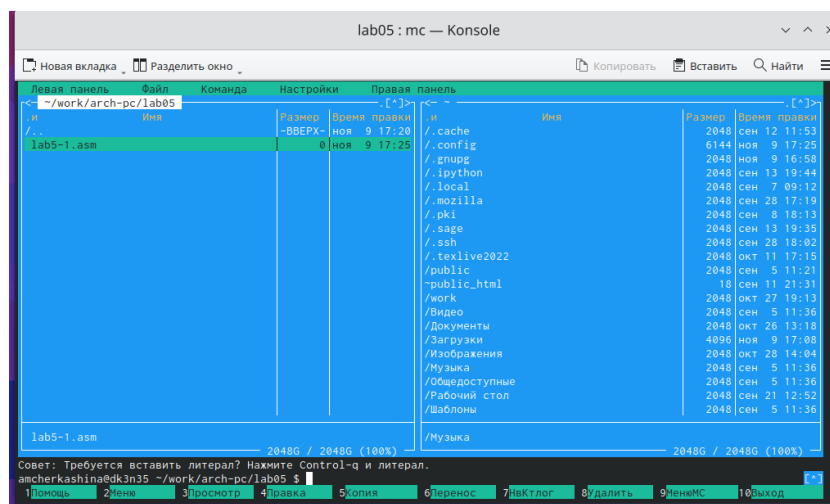 lab05 : mc — Konsole
Новая вкладка Разделить окно Копировать Вставить Найти
Левая панель Файл Команда Настройки Правая панель
<─ ~/work/arch-pc/lab05 .[^]>
.и Имя Размер Время правки
/.. -ВВЕРХ- ноя 9 17:20
lab5-1.asm 0 ноя 9 17:25
lab5-1.asm
2048G / 2048G (100%)
<─ ~ .[^]>
.и Имя Размер Время правки
/.cache 2048 сен 12 11:53
/.config 6144 ноя 9 17:25
/.gnupg 2048 ноя 9 16:58
/.ipython 2048 сен 13 19:44
/.local 2048 сен 7 09:12
/.mozilla 2048 сен 28 17:19
/.pki 2048 сен 8 18:13
/.sage 2048 сен 13 19:35
/.ssh 2048 сен 28 18:02
/.texlive2022 2048 окт 11 17:15
/public 2048 сен 5 11:21
~public_html 18 сен 11 21:31
/work 2048 окт 27 19:13
/Видео 2048 сен 5 11:36
/Документы 2048 окт 26 13:18
/Загрузки 4096 ноя 9 17:08
/Изображения 2048 окт 28 14:04
/Музыка 2048 сен 5 11:36
/Общедоступные 2048 сен 5 11:36
/Рабочий стол 2048 сен 21 12:52
/Шаблоны 2048 сен 5 11:36
/Музыка
2048G / 2048G (100%)
Совет: Требуется вставить литерал? Нажмите Control-q и литерал.
amcherkashina@dk3n35 ~/work/arch-pc/lab05 $ [^]
1Помощь 2Меню 3Просмотр 4Правка 5Копия 6Перенос 7НвКтлог 8Удалить 9МенюMC 10Выход